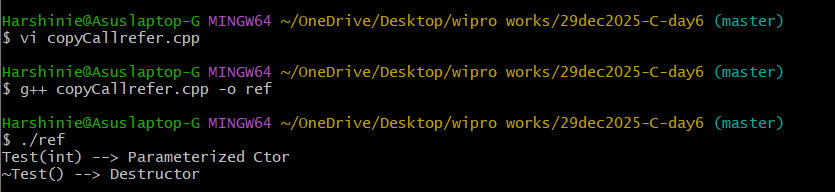 Harshinie@Asuslaptop-G MINGW64 ~/OneDrive/Desktop/wipro works/29dec2025-C-day6 (master)
$ vi copyCallrefer.cpp
Harshinie@Asuslaptop-G MINGW64 ~/OneDrive/Desktop/wipro works/29dec2025-C-day6 (master)
$ g++ copyCallrefer.cpp -o ref
Harshinie@Asuslaptop-G MINGW64 ~/OneDrive/Desktop/wipro works/29dec2025-C-day6 (master)
$ ./ref
Test(int) --> Parameterized Ctor
~Test() --> Destructor